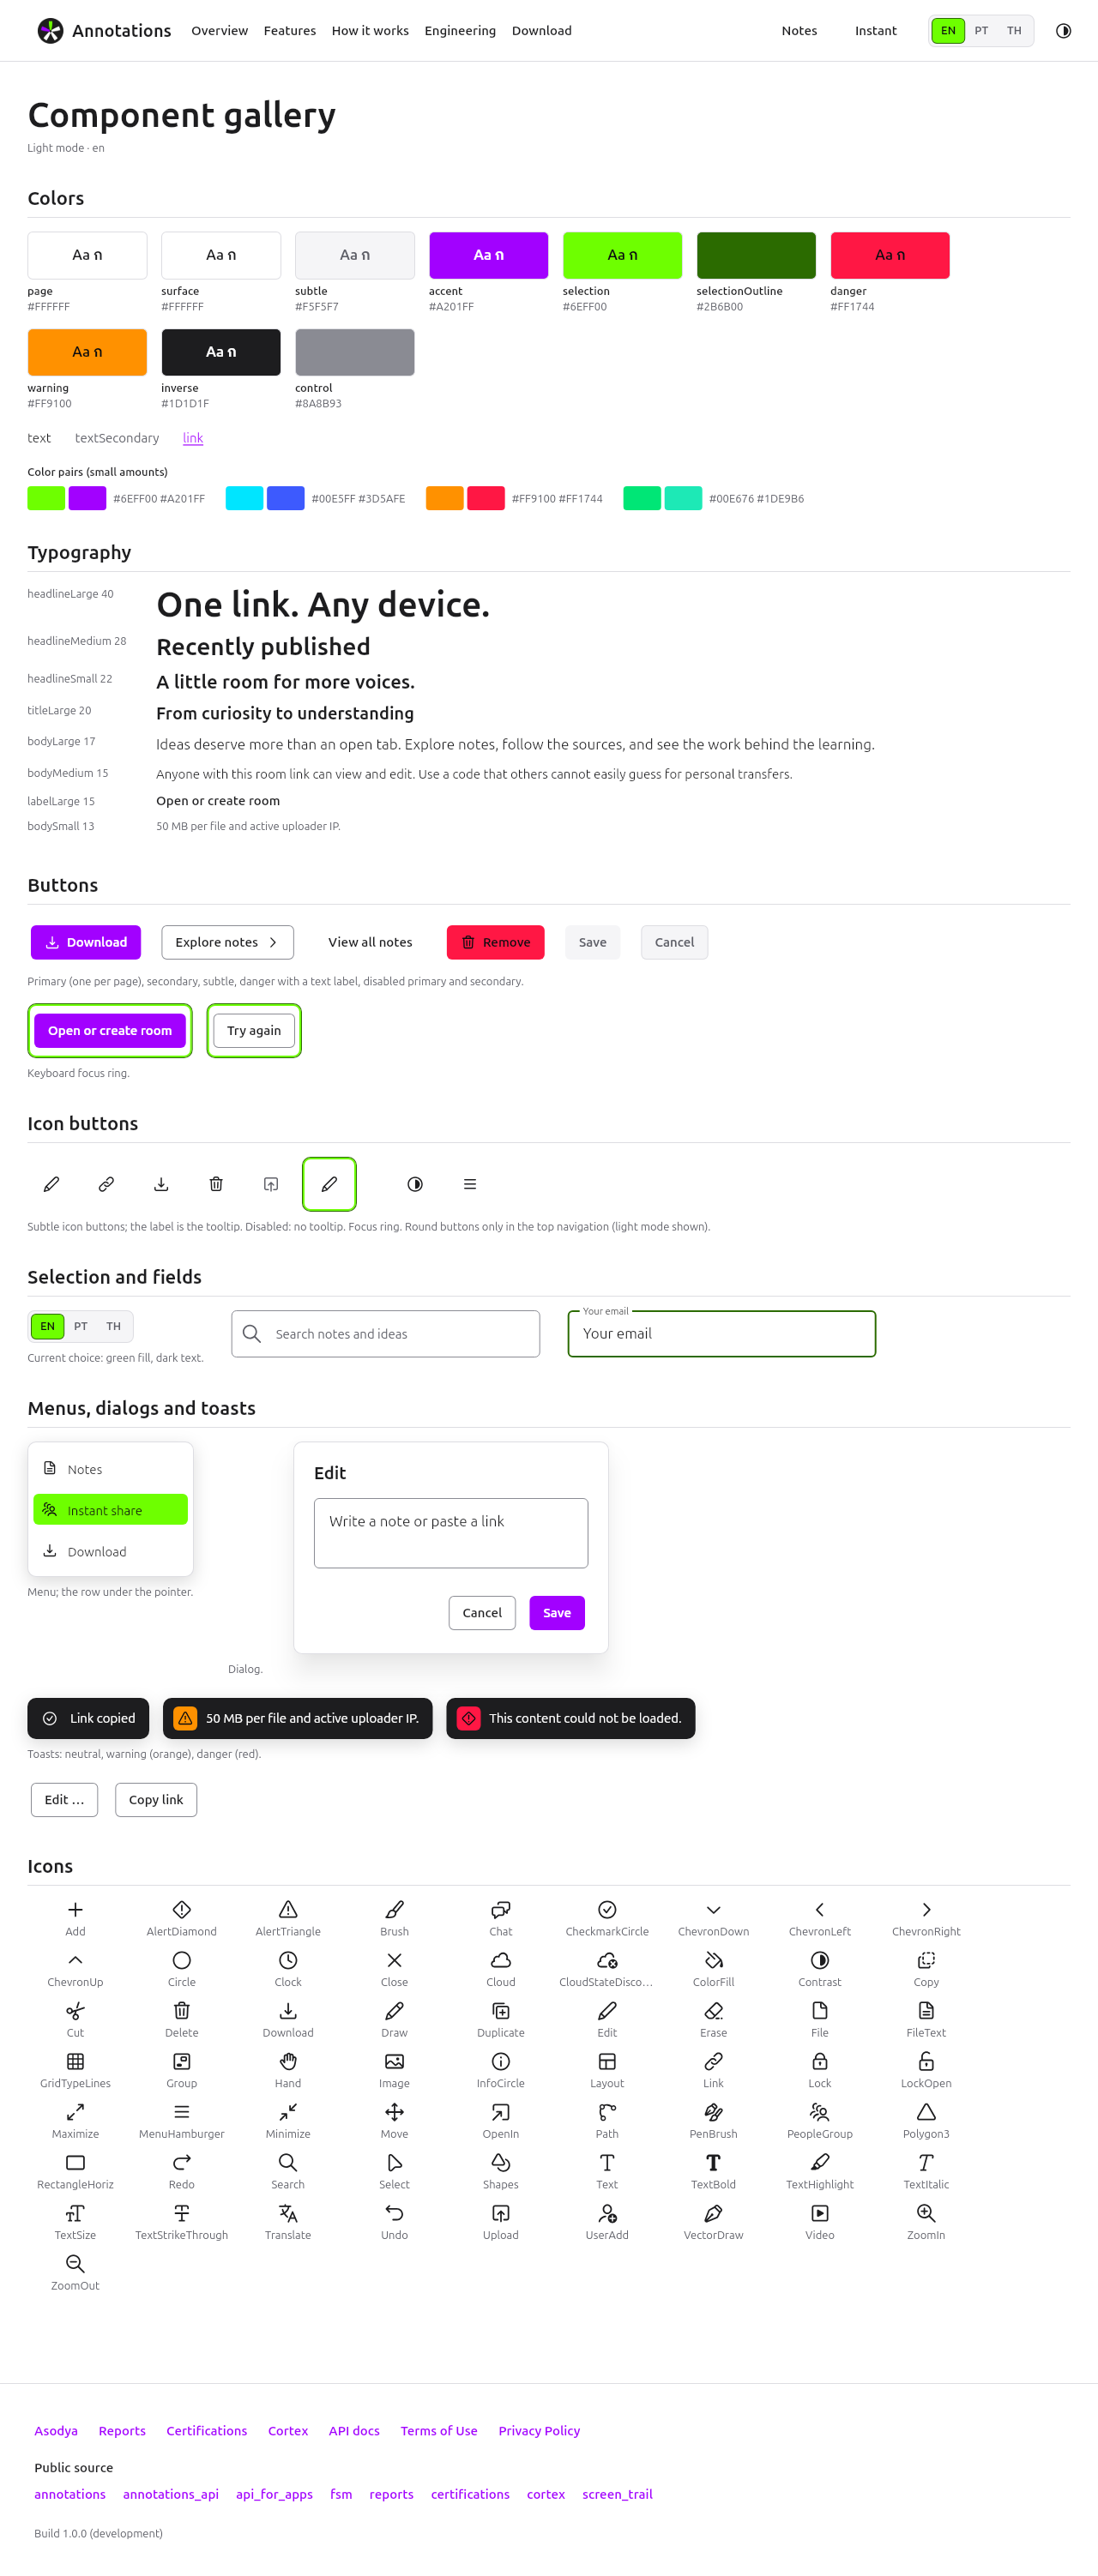 Annotations Overview Features How it works Engineering Download Notes Instant EN PT TH
Component gallery
Light mode · en
Colors
Aa ก Aa ก Aa ก Aa ก Aa ก Aa ก
page surface subtle accent selection selectionOutline danger
#FFFFFF #FFFFFF #F5F5F7 #A201FF #6EFF00 #2B6B00 #FF1744
Aa ก Aa ก
warning inverse control
#FF9100 #1D1D1F #8A8B93
text textSecondary link
Color pairs (small amounts)
#6EFF00 #A201FF #00E5FF #3D5AFE #FF9100 #FF1744 #00E676 #1DE9B6
Typography
headlineLarge 40 One link. Any device.
headlineMedium 28 Recently published
headlineSmall 22 A little room for more voices.
titleLarge 20 From curiosity to understanding
bodyLarge 17 Ideas deserve more than an open tab. Explore notes, follow the sources, and see the work behind the learning.
bodyMedium 15 Anyone with this room link can view and edit. Use a code that others cannot easily guess for personal transfers.
labelLarge 15 Open or create room
bodySmall 13 50 MB per file and active uploader IP.
Buttons
Download Explore notes View all notes Remove Save Cancel
Primary (one per page), secondary, subtle, danger with a text label, disabled primary and secondary.
Open or create room Try again
Keyboard focus ring.
Icon buttons
Subtle icon buttons; the label is the tooltip. Disabled: no tooltip. Focus ring. Round buttons only in the top navigation (light mode shown).
Selection and fields
Your email
EN PT TH Search notes and ideas Your email
Current choice: green fill, dark text.
Menus, dialogs and toasts
Notes
Instant share
Download
Menu; the row under the pointer.
Edit
Write a note or paste a link
Cancel Save
Dialog.
Link copied 50 MB per file and active uploader IP. This content could not be loaded.
Toasts: neutral, warning (orange), danger (red).
Edit … Copy link
Icons
Add AlertDiamond AlertTriangle Brush Chat CheckmarkCircle ChevronDown ChevronLeft ChevronRight
ChevronUp Circle Clock Close Cloud CloudStateDisco… ColorFill Contrast Copy
Cut Delete Download Draw Duplicate Edit Erase File FileText
GridTypeLines Group Hand Image InfoCircle Layout Link Lock LockOpen
Maximize MenuHamburger Minimize Move OpenIn Path PenBrush PeopleGroup Polygon3
RectangleHoriz Redo Search Select Shapes Text TextBold TextHighlight TextItalic
TextSize TextStrikeThrough Translate Undo Upload UserAdd VectorDraw Video ZoomIn
ZoomOut
Asodya Reports Certifications Cortex API docs Terms of Use Privacy Policy
Public source
annotations annotations_api api_for_apps fsm reports certifications cortex screen_trail
Build 1.0.0 (development)